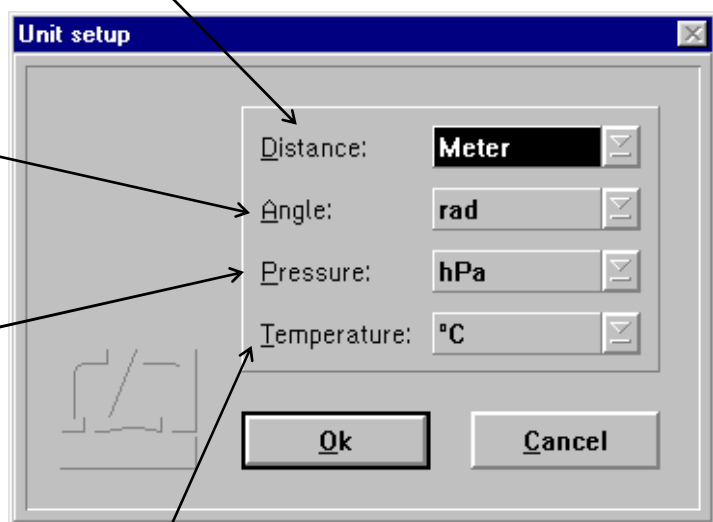 Unit setup
Distance: Meter
Angle: rad
Pressure: hPa
Temperature: °C
Ok Cancel